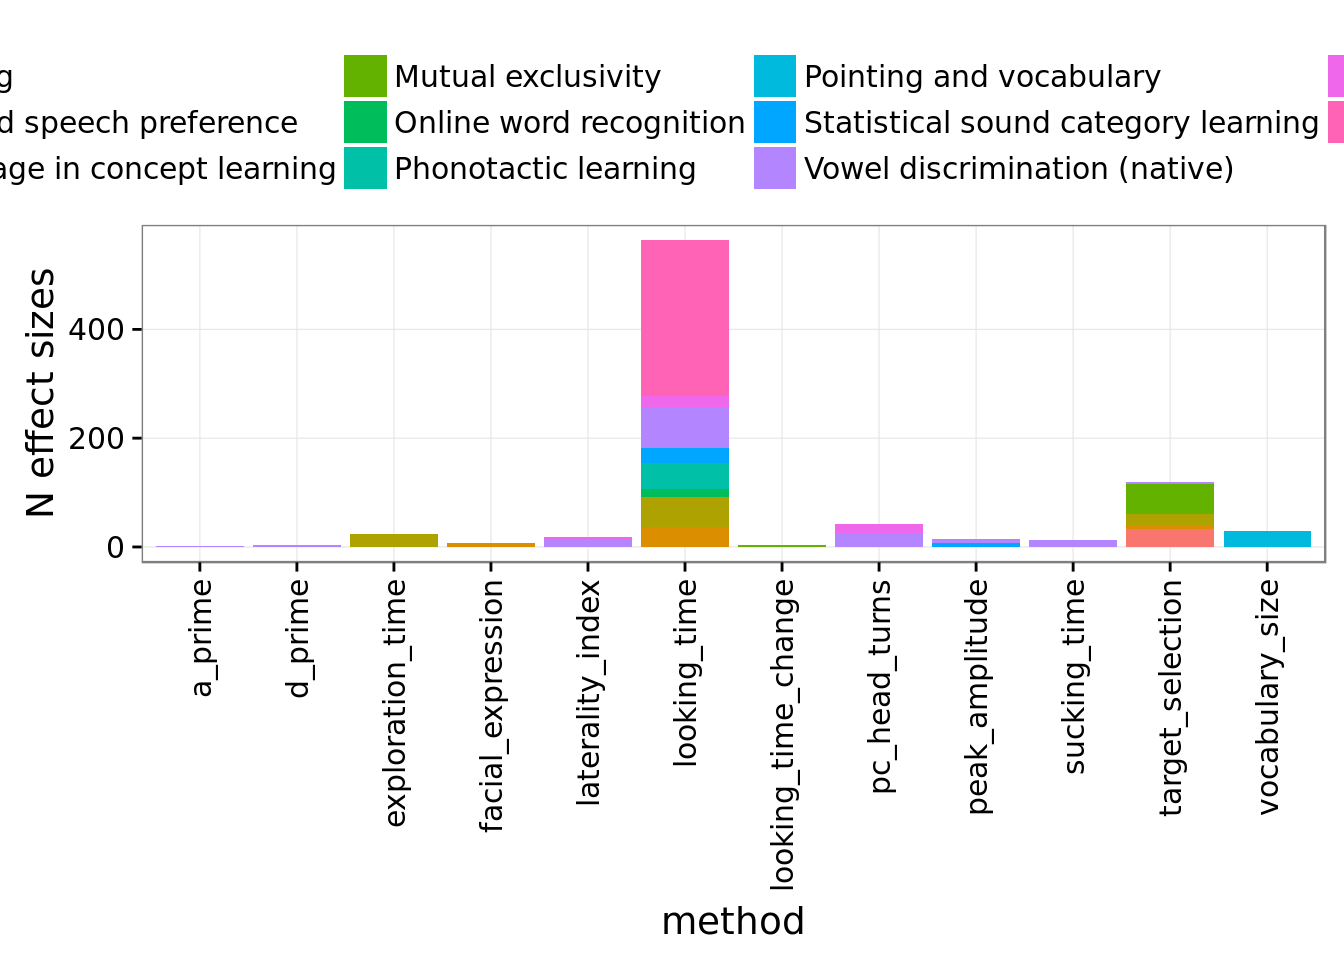 g Mutual exclusivity Pointing and vocabulary
d speech preference Online word recognition Statistical sound category learning
age in concept learning Phonotactic learning Vowel discrimination (native)
N effect sizes
400
200
0
a_prime
d_prime
exploration_time
facial_expression
laterality_index
looking_time
looking_time_change
pc_head_turns
peak_amplitude
sucking_time
target_selection
vocabulary_size
method